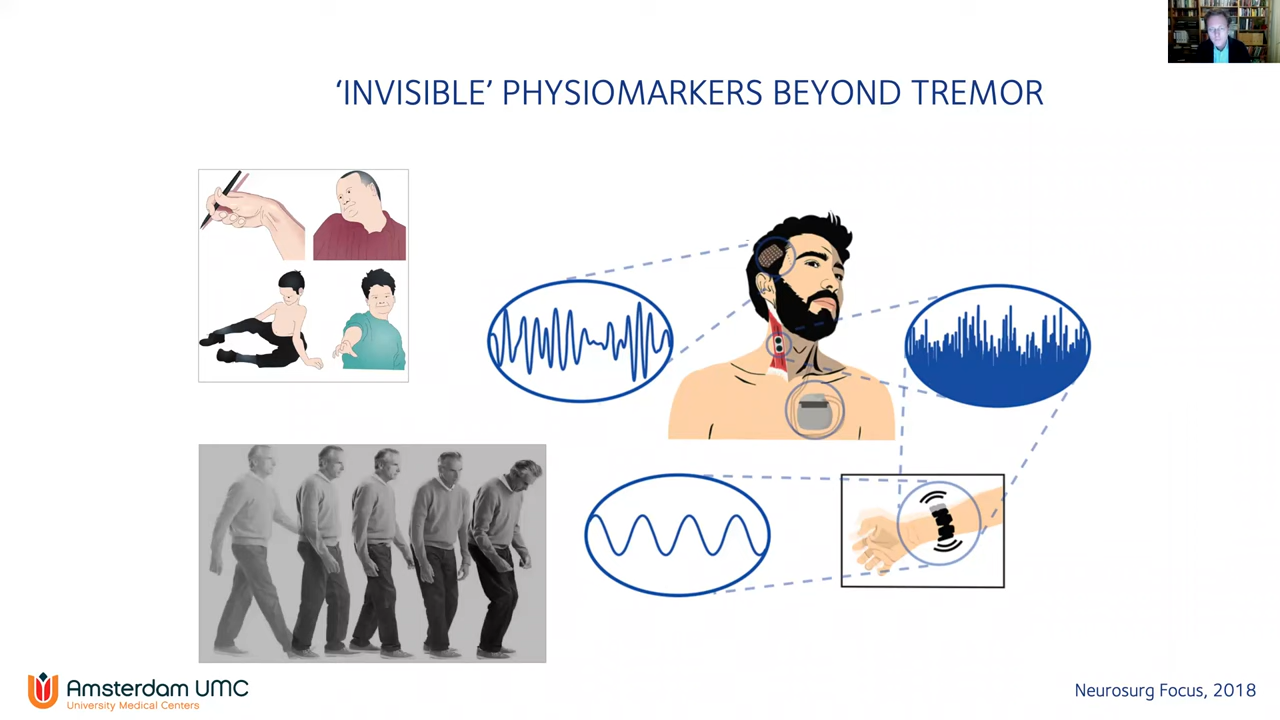 ‘INVISIBLE’ PHYSIOMARKERS BEYOND TREMOR
Amsterdam UMC
University Medical Centers
Neurosurg Focus, 2018